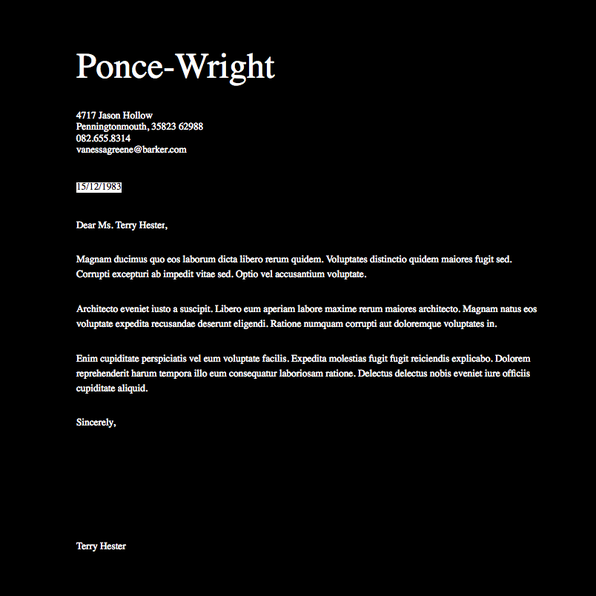 Ponce-Wright
4717 Jason Hollow
Penningtonmouth, 35823 62988
082.655.8314
vanessagreene@barker.com
15/12/1983
Dear Ms. Terry Hester,
Magnam ducimus quo eos laborum dicta libero rerum quidem. Voluptates distinctio quidem maiores fugit sed.
Corrupti excepturi ab impedit vitae sed. Optio vel accusantium voluptate.
Architecto eveniet iusto a suscipit. Libero eum aperiam labore maxime rerum maiores architecto. Magnam natus eos
voluptate expedita recusandae deserunt eligendi. Ratione numquam corrupti aut doloremque voluptates in.
Enim cupiditate perspiciatis vel eum voluptate facilis. Expedita molestias fugit fugit reiciendis explicabo. Dolorem
reprehenderit harum tempora illo eum consequatur laboriosam ratione. Delectus delectus nobis eveniet iure officiis
cupiditate aliquid.
Sincerely,
Terry Hester